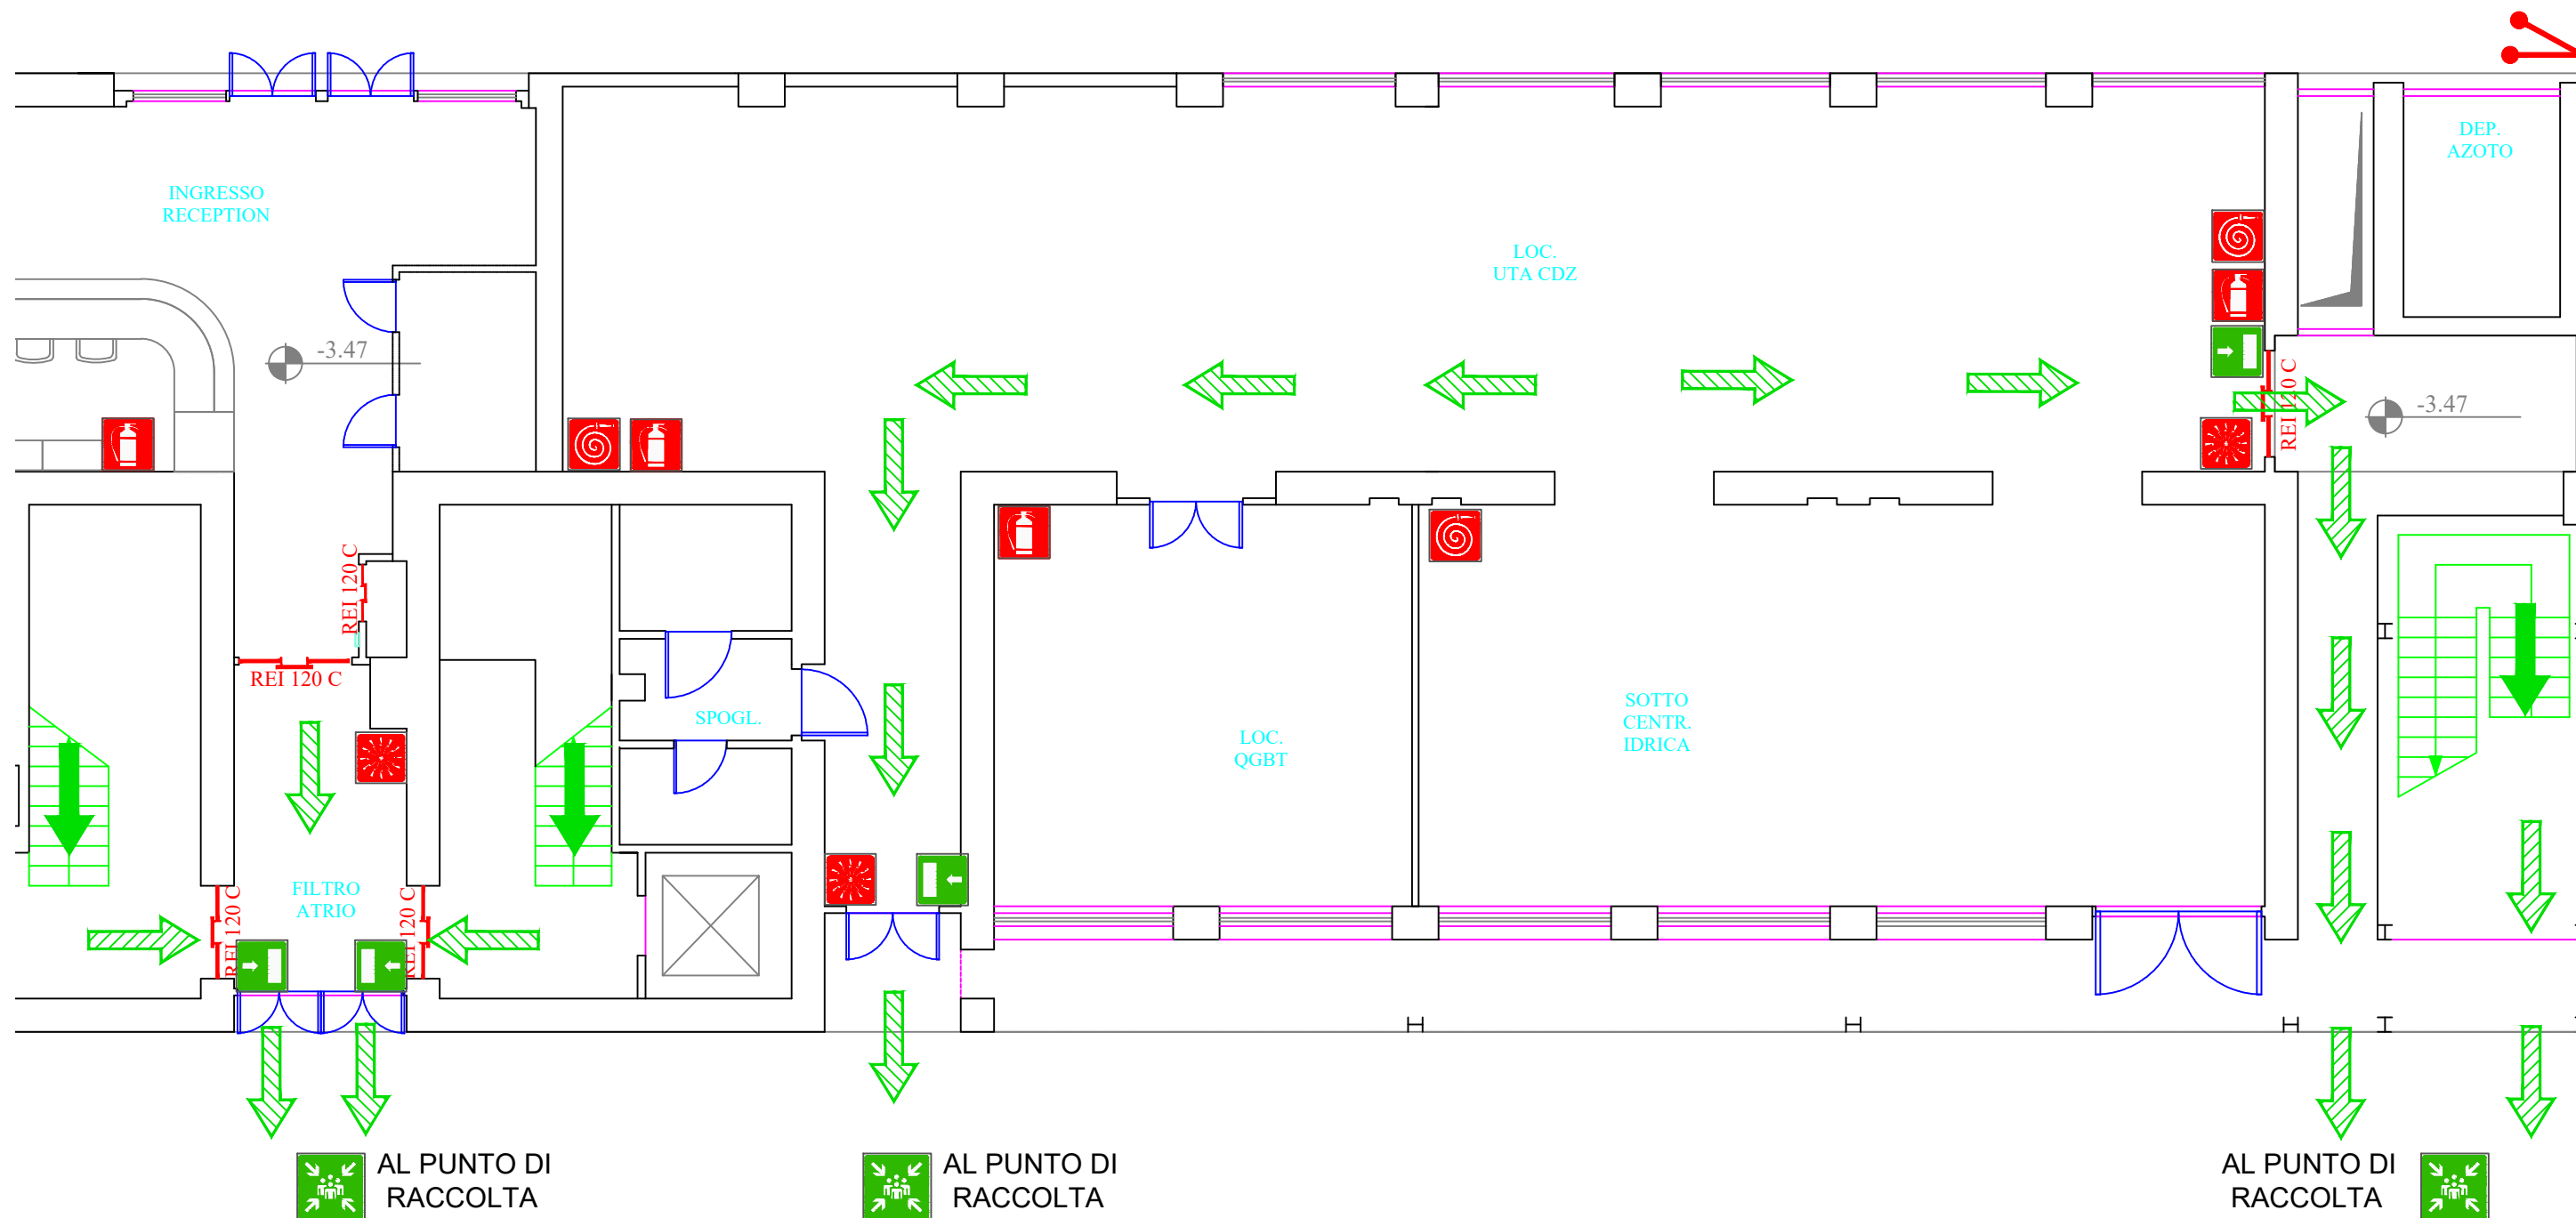 DEP.
AZOTO
INGRESSO
RECEPTION
LOC.
UTA CDZ
-3.47
REI 120 C
-3.47
REI 120 C
REI 120 C
SPOGL.
LOC.
QGBT
SOTTO
CENTR.
IDRICA
FILTRO
ATRIO
REI 120 C
REI 120 C
AL PUNTO DI
RACCOLTA
AL PUNTO DI
RACCOLTA
AL PUNTO DI
RACCOLTA